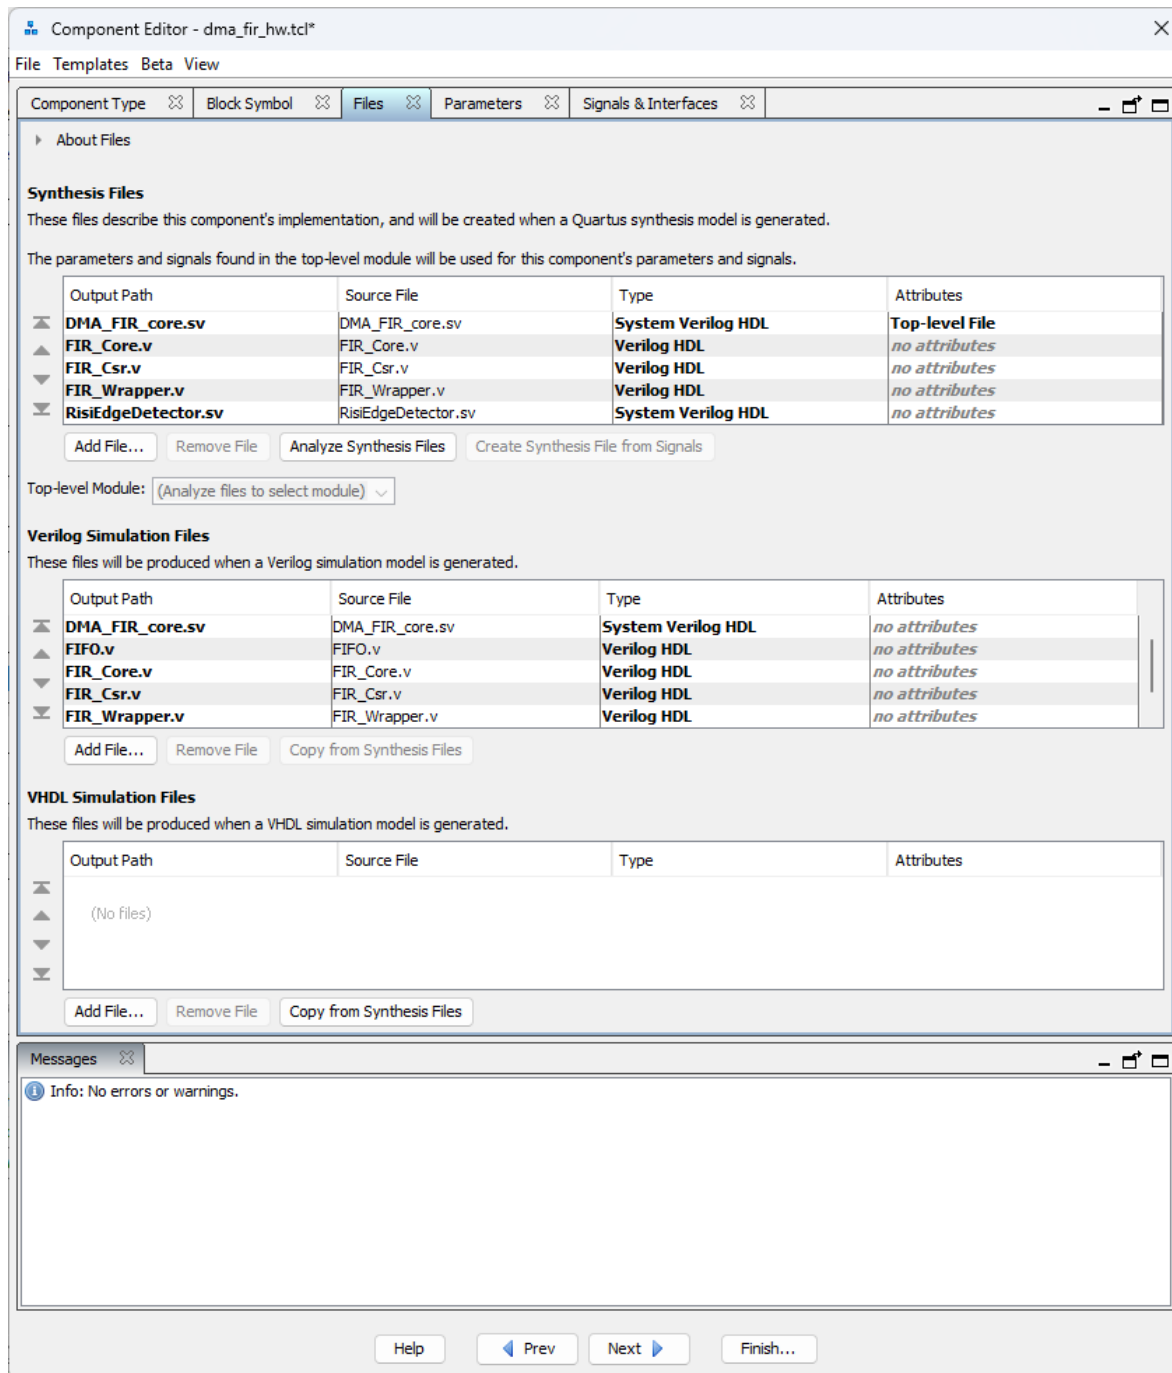 Component Editor - dma_fir_hw.tcl*
File Templates Beta View
Component Type Block Symbol Files Parameters Signals & Interfaces
About Files
Synthesis Files
These files describe this component's implementation, and will be created when a Quartus synthesis model is generated.
The parameters and signals found in the top-level module will be used for this component's parameters and signals.
Output Path Source File Type Attributes
DMA_FIR_core.sv DMA_FIR_core.sv System Verilog HDL Top-level File
FIR_Core.v FIR_Core.v Verilog HDL no attributes
FIR_Csr.v FIR_Csr.v Verilog HDL no attributes
FIR_Wrapper.v FIR_Wrapper.v Verilog HDL no attributes
RisiEdgeDetector.sv RisiEdgeDetector.sv System Verilog HDL no attributes
Add File... Remove File Analyze Synthesis Files Create Synthesis File from Signals
Top-level Module: (Analyze files to select module)
Verilog Simulation Files
These files will be produced when a Verilog simulation model is generated.
Output Path Source File Type Attributes
DMA_FIR_core.sv DMA_FIR_core.sv System Verilog HDL no attributes
FIFO.v FIFO.v Verilog HDL no attributes
FIR_Core.v FIR_Core.v Verilog HDL no attributes
FIR_Csr.v FIR_Csr.v Verilog HDL no attributes
FIR_Wrapper.v FIR_Wrapper.v Verilog HDL no attributes
Add File... Remove File Copy from Synthesis Files
VHDL Simulation Files
These files will be produced when a VHDL simulation model is generated.
Output Path Source File Type Attributes
(No files)
Add File... Remove File Copy from Synthesis Files
Messages
Info: No errors or warnings.
Help Prev Next Finish...